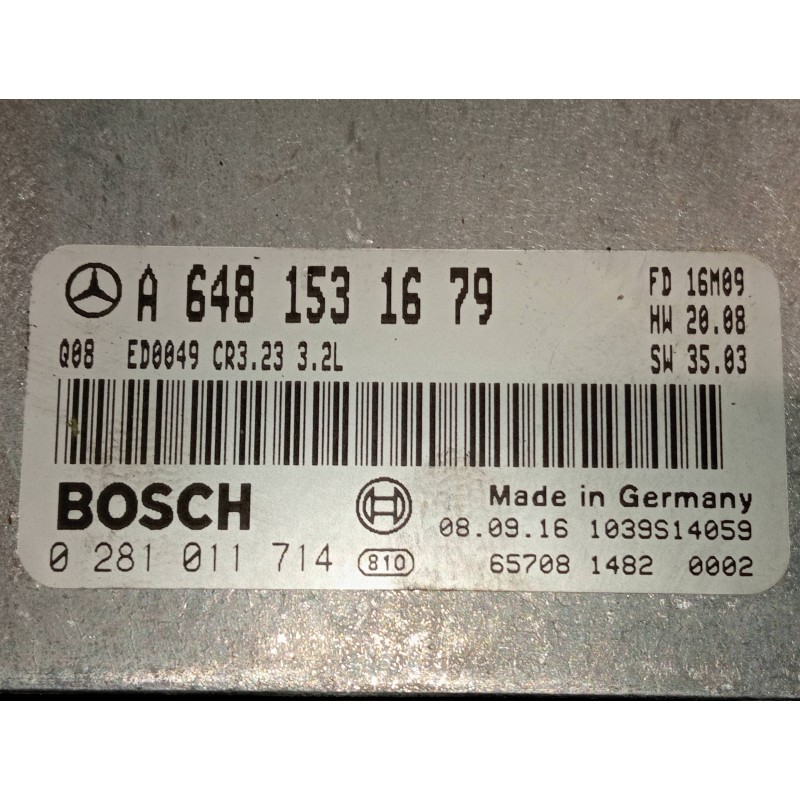 A 648 153 16 79
FD 16M09
HW 20.08
Q08 ED0049 CR3.23 3.2L
SW 35.03
BOSCH
Made in Germany
08.09.16 1039S14059
0 281 011 714 810
65708 1482 0002